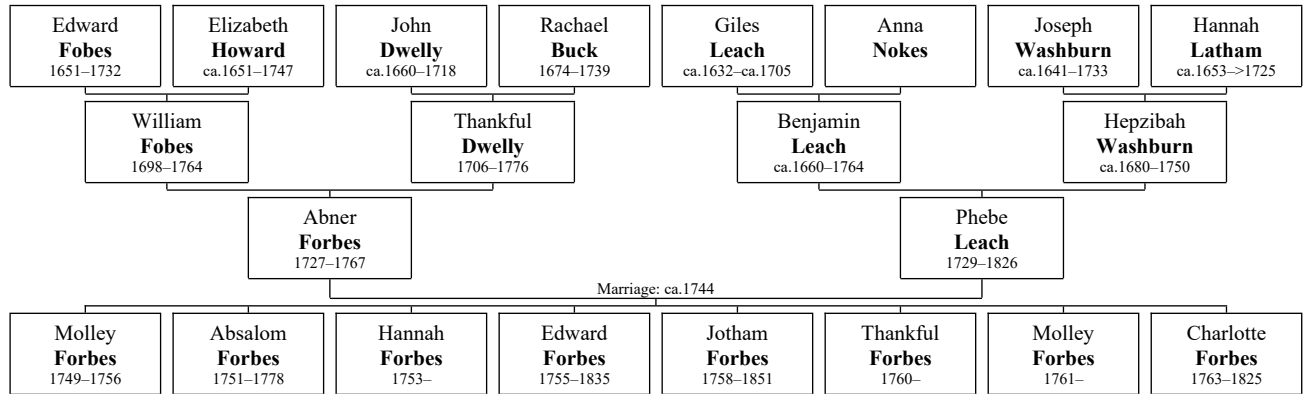 Edward
Fobes
1651–1732
Elizabeth
Howard
ca.1651–1747
John
Dwelly
ca.1660–1718
Rachael
Buck
1674–1739
Giles
Leach
ca.1632–ca.1705
Anna
Nokes
Joseph
Washburn
ca.1641–1733
Hannah
Latham
ca.1653–>1725
William
Fobes
1698–1764
Thankful
Dwelly
1706–1776
Benjamin
Leach
ca.1660–1764
Hepzibah
Washburn
ca.1680–1750
Abner
Forbes
1727–1767
Phebe
Leach
1729–1826
Marriage: ca.1744
Molley
Forbes
1749–1756
Absalom
Forbes
1751–1778
Hannah
Forbes
1753–
Edward
Forbes
1755–1835
Jotham
Forbes
1758–1851
Thankful
Forbes
1760–
Molley
Forbes
1761–
Charlotte
Forbes
1763–1825